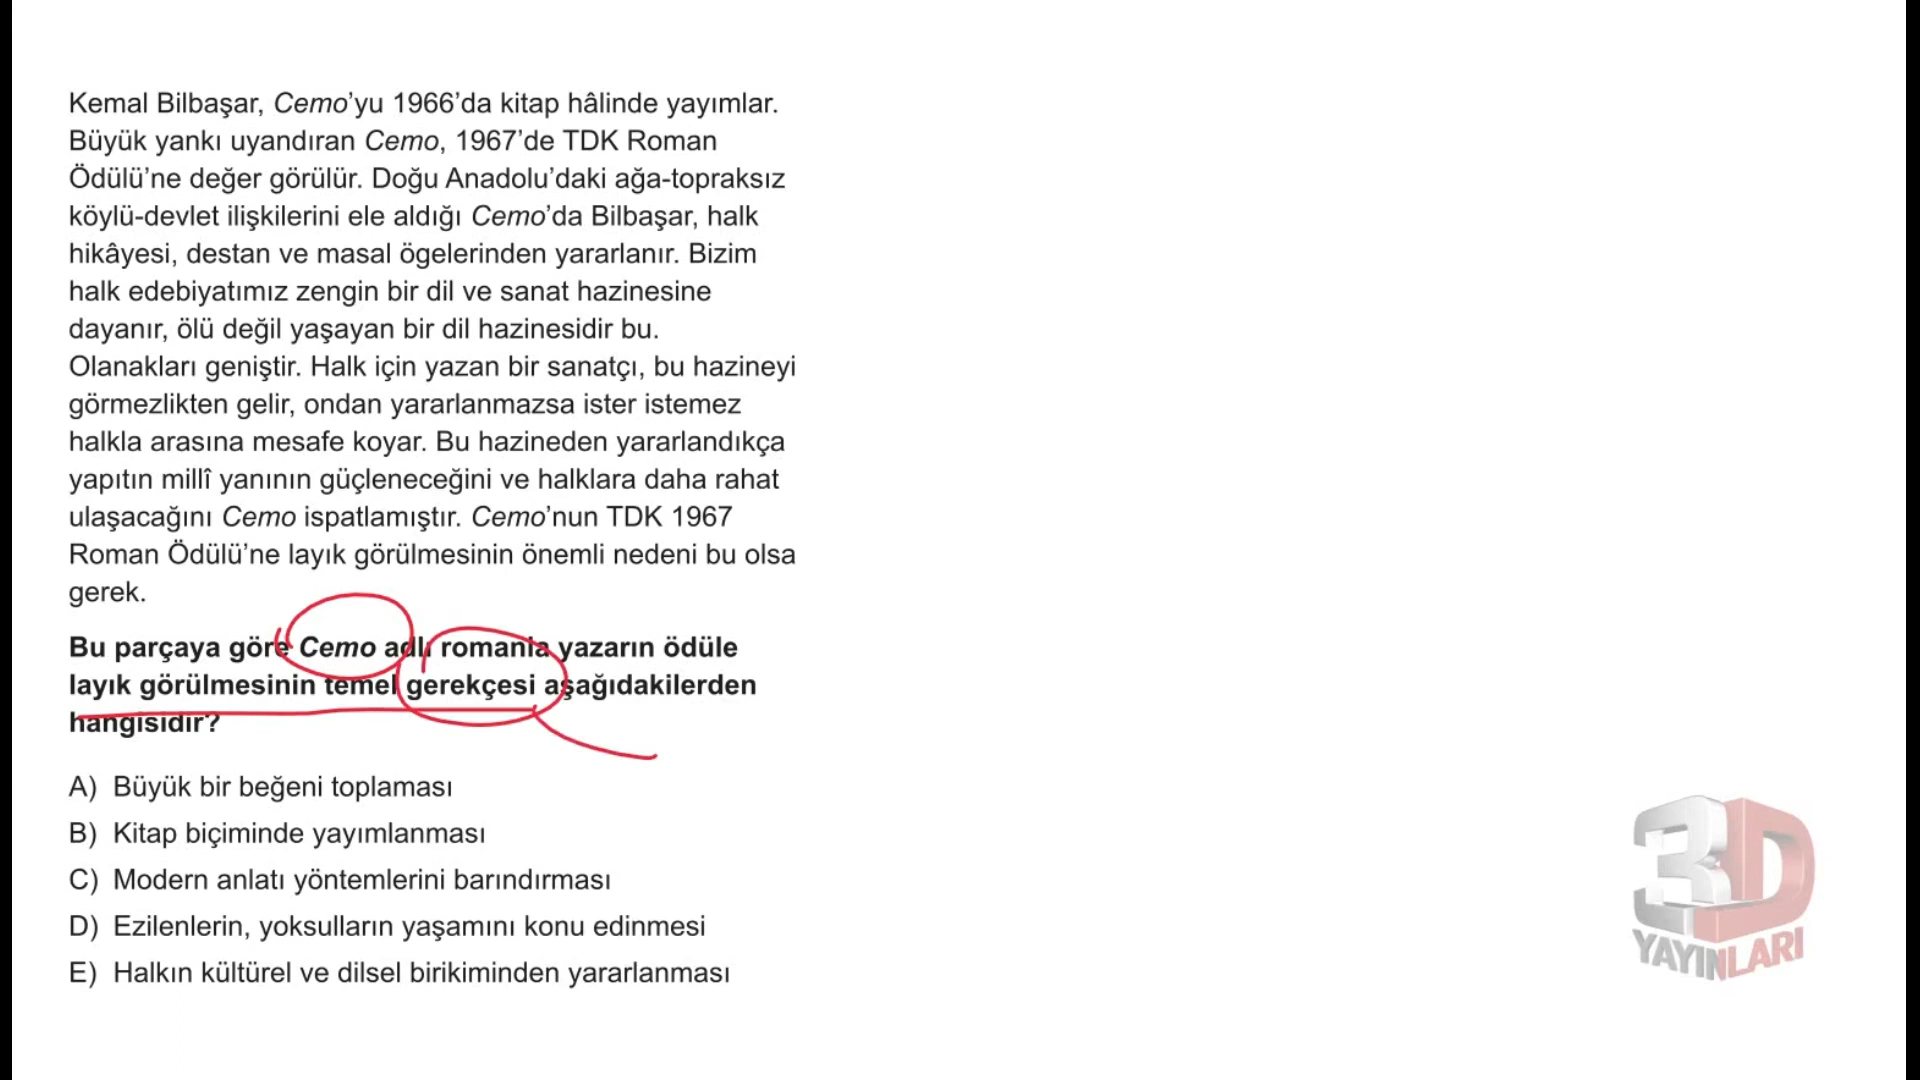 Kemal Bilbaşar, Cemo’yu 1966’da kitap hâlinde yayımlar.
Büyük yankı uyandıran Cemo, 1967’de TDK Roman
Ödülü’ne değer görülür. Doğu Anadolu’daki ağa-topraksız
köylü-devlet ilişkilerini ele aldığı Cemo’da Bilbaşar, halk
hikâyesi, destan ve masal ögelerinden yararlanır. Bizim
halk edebiyatımız zengin bir dil ve sanat hazinesine
dayanır, ölü değil yaşayan bir dil hazinesidir bu.
Olanakları geniştir. Halk için yazan bir sanatçı, bu hazineyi
görmezlikten gelir, ondan yararlanmazsa ister istemez
halkla arasına mesafe koyar. Bu hazineden yararlandıkça
yapıtın millî yanının güçleneceğini ve halklara daha rahat
ulaşacağını Cemo ispatlamıştır. Cemo’nun TDK 1967
Roman Ödülü’ne layık görülmesinin önemli nedeni bu olsa
gerek.
Bu parçaya göre Cemo adlı romanla yazarın ödüle
layık görülmesinin temel gerekçesi aşağıdakilerden
hangisidir?
A) Büyük bir beğeni toplaması
B) Kitap biçiminde yayımlanması
C) Modern anlatı yöntemlerini barındırması
D) Ezilenlerin, yoksulların yaşamını konu edinmesi
E) Halkın kültürel ve dilsel birikiminden yararlanması
3D
YAYINLARI